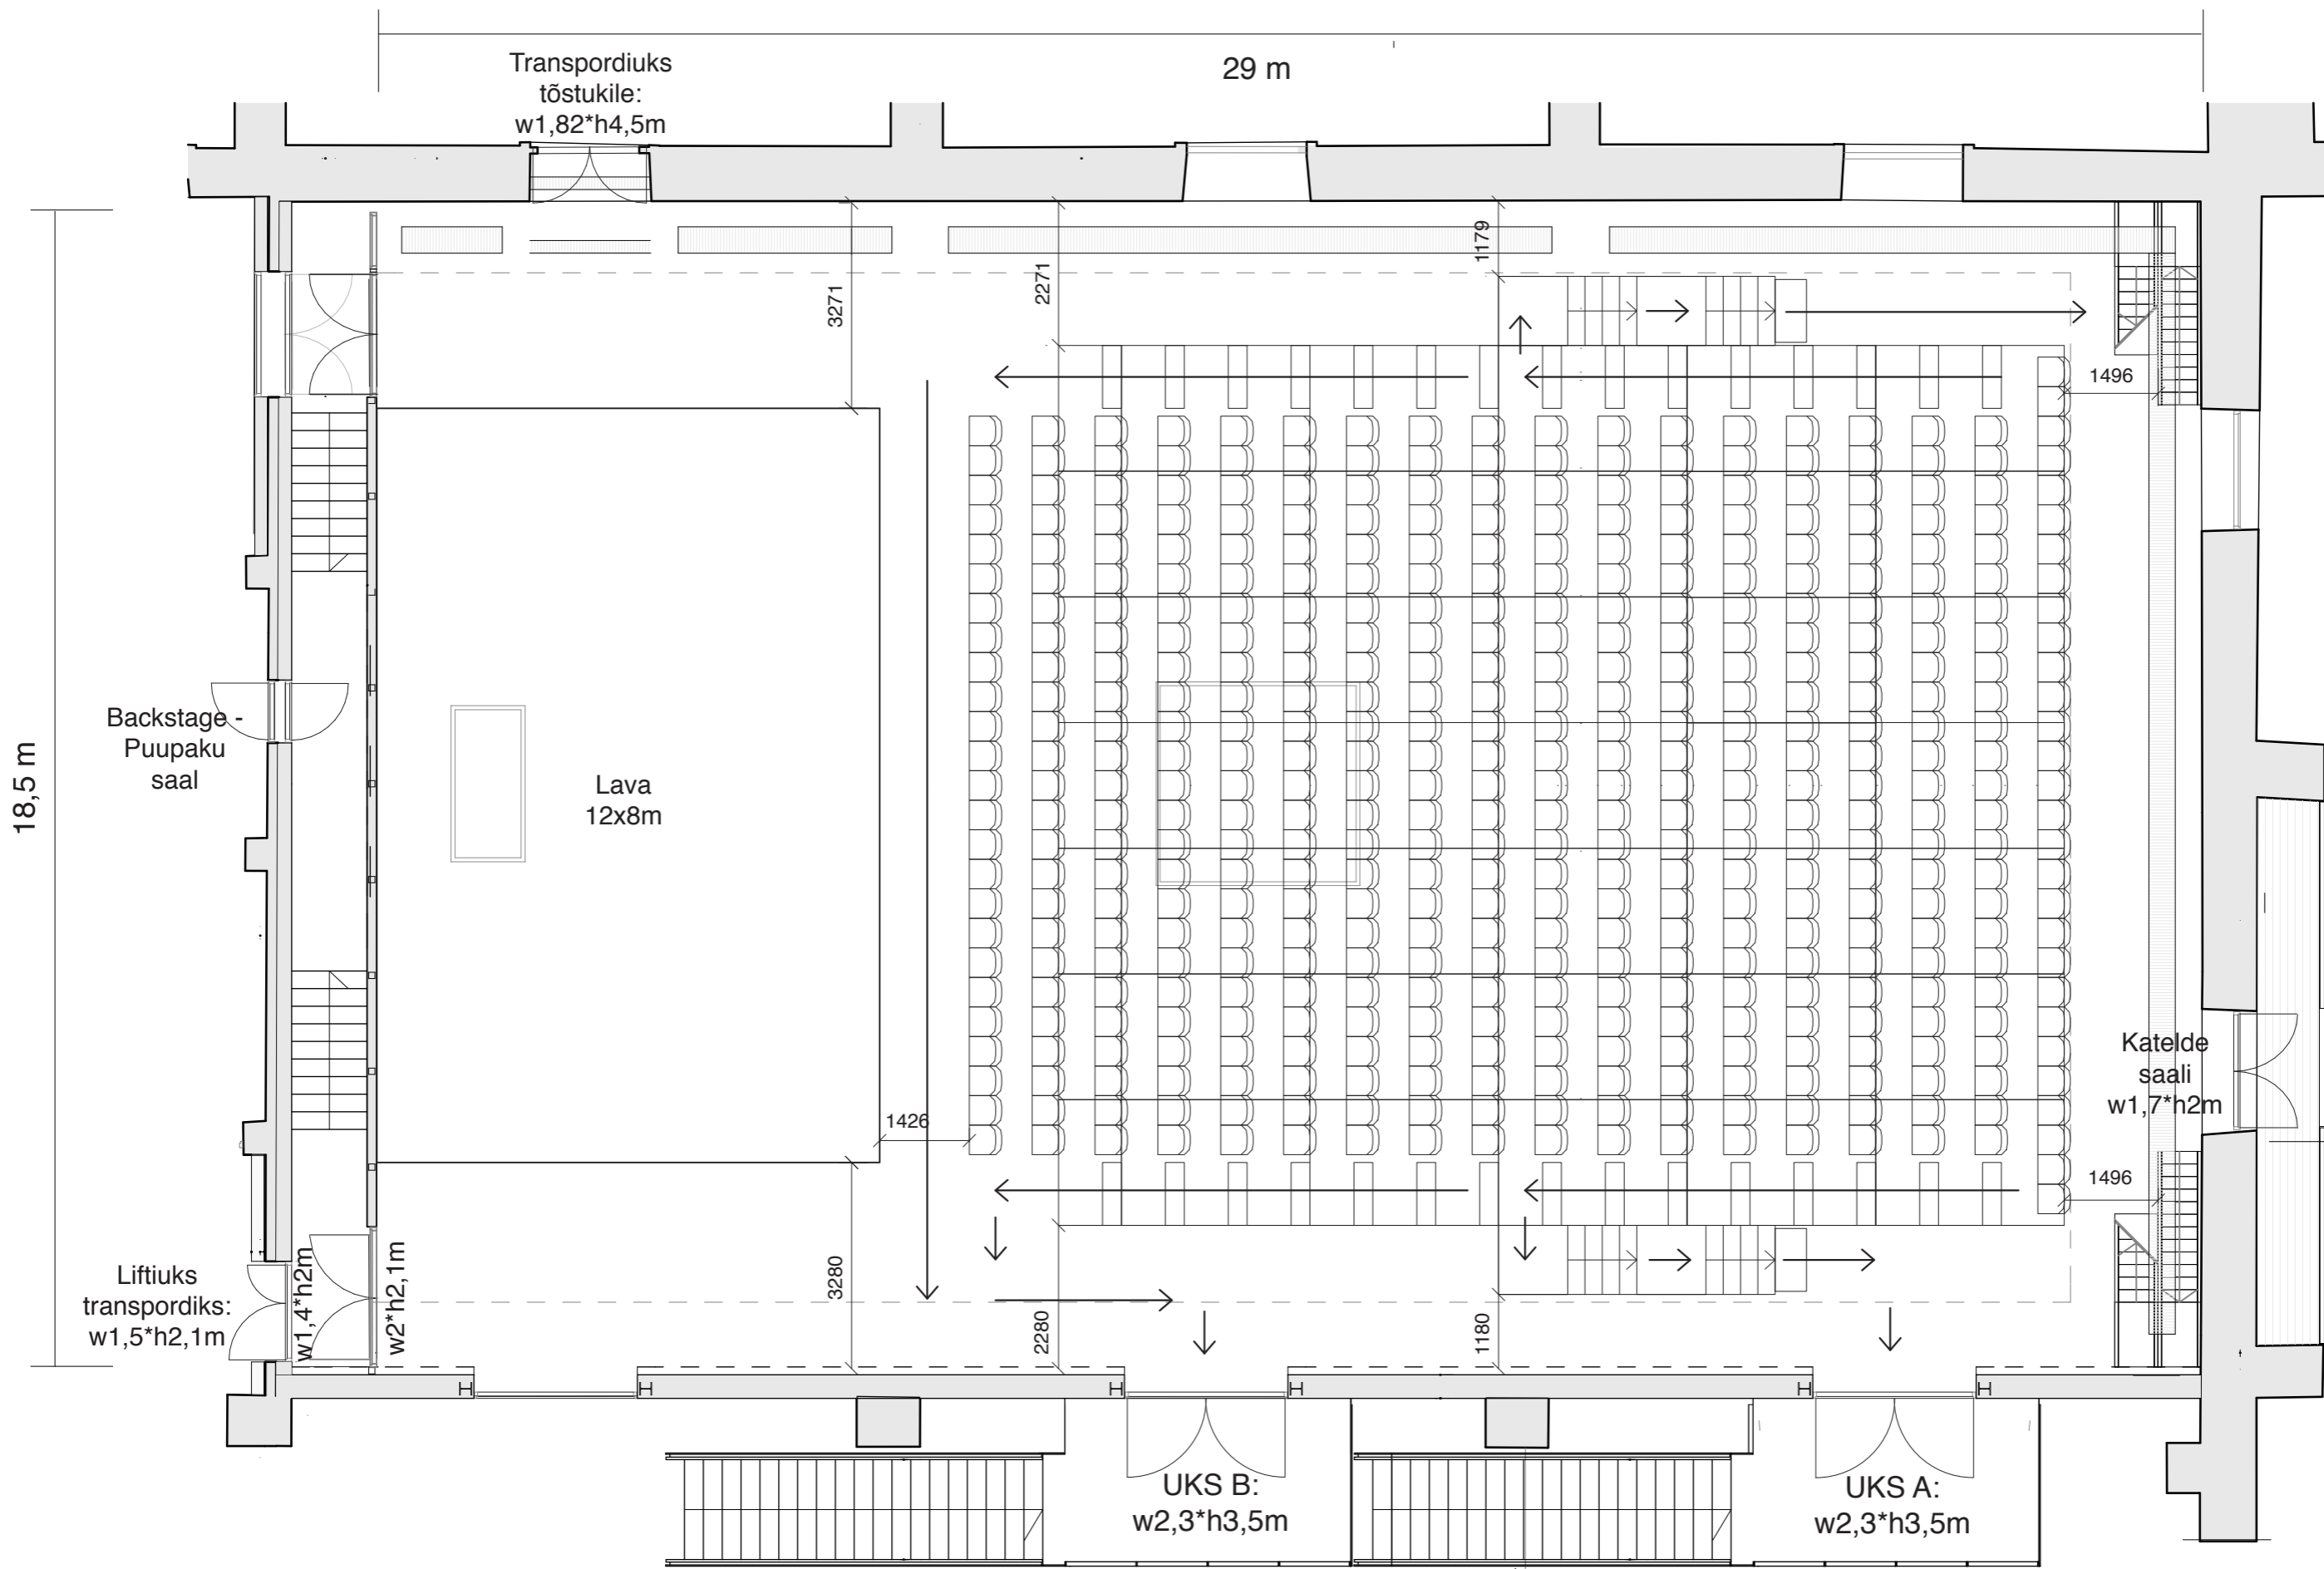 29 m
Transpordiuks
tõstukile:
w1,82*h4,5m
1179
2271
3271
1496
18,5 m
Backstage -
Puupaku
saal
Lava
12x8m
Katelde
saali
w1,7*h2m
1426
1496
Liftiuks
transpordiks:
w1,5*h2,1m
w1,4*h2m
w2*h2,1m
3280
2280
1180
UKS B:
w2,3*h3,5m
UKS A:
w2,3*h3,5m